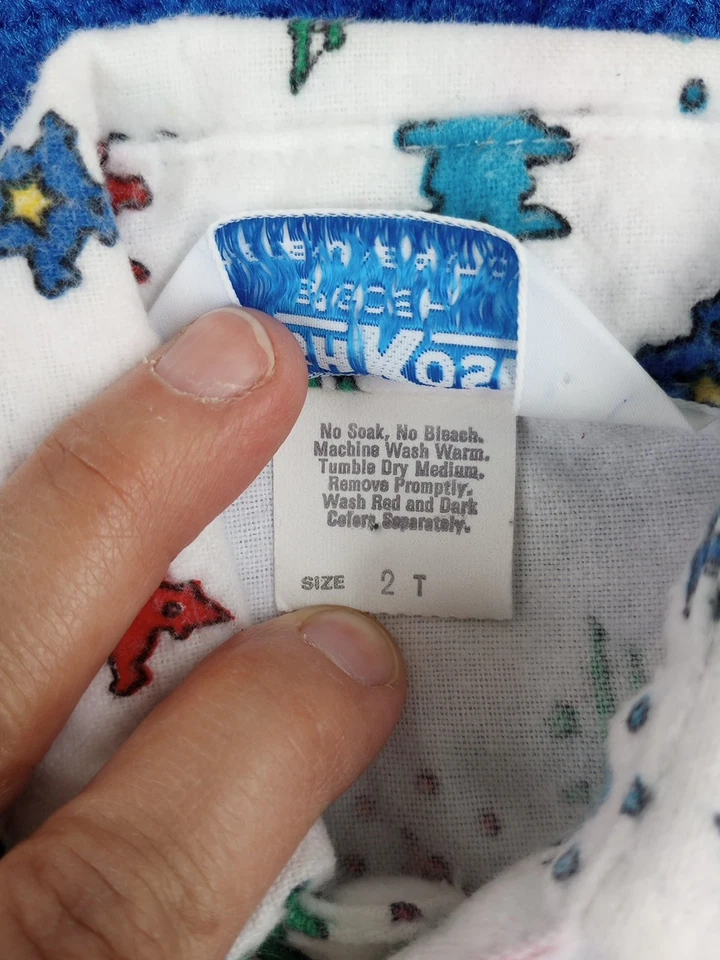 No Soak, No Bleach.
Machine Wash Warm.
Tumble Dry Medium.
Remove Promptly.
Wash Red and Dark
Colors Separately.
SIZE 2 T